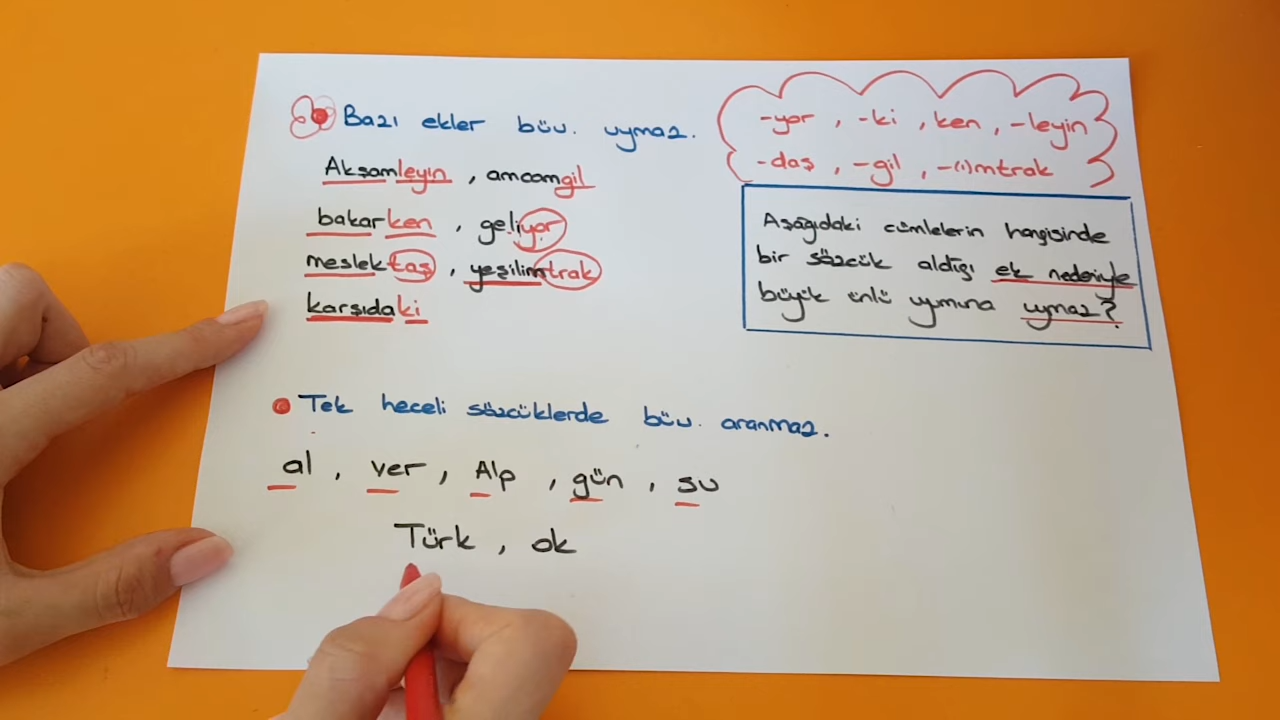 Bazı ekler büu. uymaz.
Akşamleyin, amcamgil
bakarken, geliyor
meslektaş, yeşilimtrak
karşıdaki
-yor, -ki, ken, -leyin
-daş, -gil, -(i)mtrak
Aşağıdaki cümlelerin hangisinde
bir sözcük aldığı ek nedeniyle
büyük ünlü uyumuna uymaz?
Tek heceli sözcüklerde büu. aranmaz.
al, ver, Alp, gün, su
Türk, ok